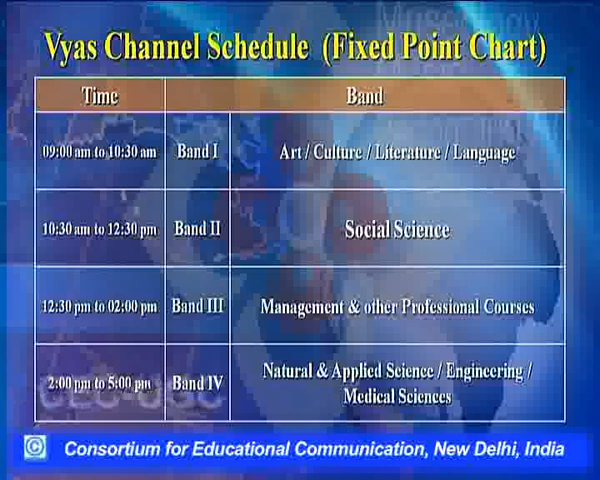 Museology
Vyas Channel Schedule (Fixed Point Chart)
Time Band
09:00 am to 10:30 am Band I Art / Culture / Literature / Language
10:30 am to 12:30 pm Band II Social Science
12:30 pm to 02:00 pm Band III Management & other Professional Courses
2:00 pm to 5:00 pm Band IV Natural & Applied Science / Engineering /
Medical Sciences
CEC-UGC
© Consortium for Educational Communication, New Delhi, India